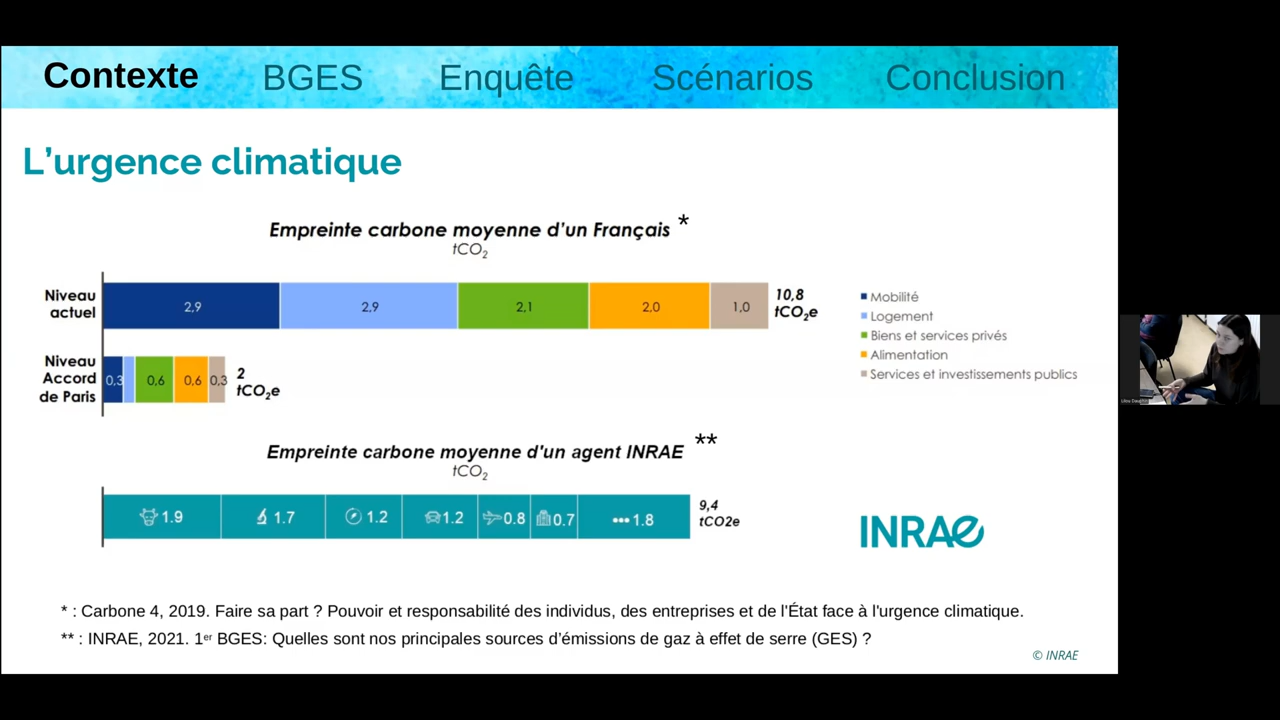 Contexte BGES Enquête Scénarios Conclusion
L'urgence climatique
Empreinte carbone moyenne d'un Français *
tCO₂
Niveau actuel
2,9 2,9 2,1 2,0 1,0
10,8 tCO₂e
Niveau Accord de Paris
0,3 0,6 0,6 0,3
2 tCO₂e
Mobilité
Logement
Biens et services privés
Alimentation
Services et investissements publics
Empreinte carbone moyenne d'un agent INRAE **
tCO₂
1.9 1.7 1.2 1.2 0.8 0.7 1.8
9,4 tCO2e
INRAE
* : Carbone 4, 2019. Faire sa part ? Pouvoir et responsabilité des individus, des entreprises et de l'État face à l'urgence climatique.
** : INRAE, 2021. 1er BGES: Quelles sont nos principales sources d'émissions de gaz à effet de serre (GES) ?
© INRAE